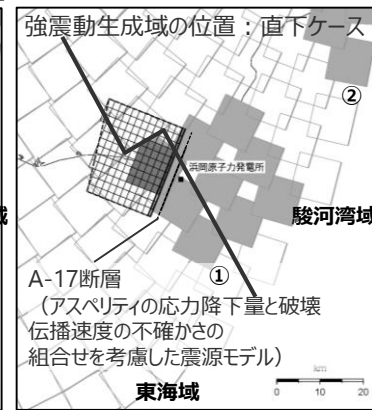 強震動生成域の位置：直下ケース
②
浜岡原子力発電所
域
駿河湾域
①
A-17断層
（アスペリティの応力降下量と破壊
伝播速度の不確かさの
組合せを考慮した震源モデル）
東海域
km
0 10 20